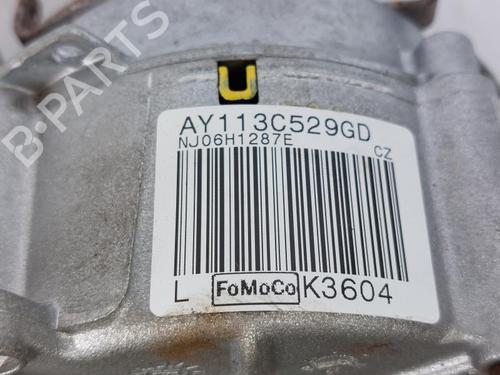 B-PARTS
U
AY113C529GD
NJ06H1287E
CZ
L FoMoCo K3604